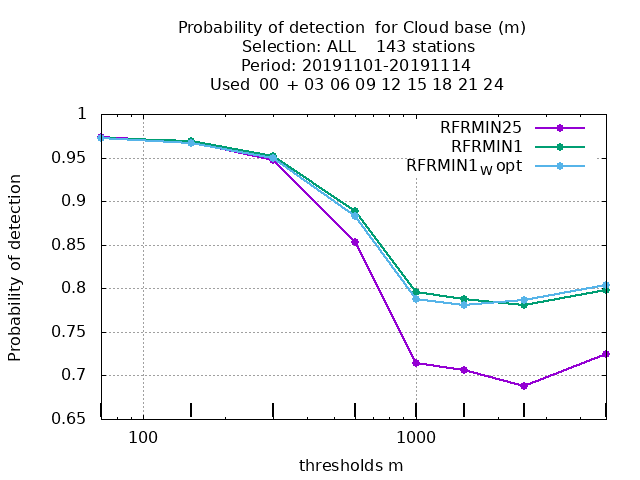 Probability of detection  for Cloud base (m)
Selection: ALL    143 stations
Period: 20191101-20191114
Used  00 + 03 06 09 12 15 18 21 24
RFRMIN25
RFRMIN1
RFRMIN1W opt
Probability of detection
1
0.95
0.9
0.85
0.8
0.75
0.7
0.65
100
1000
thresholds m